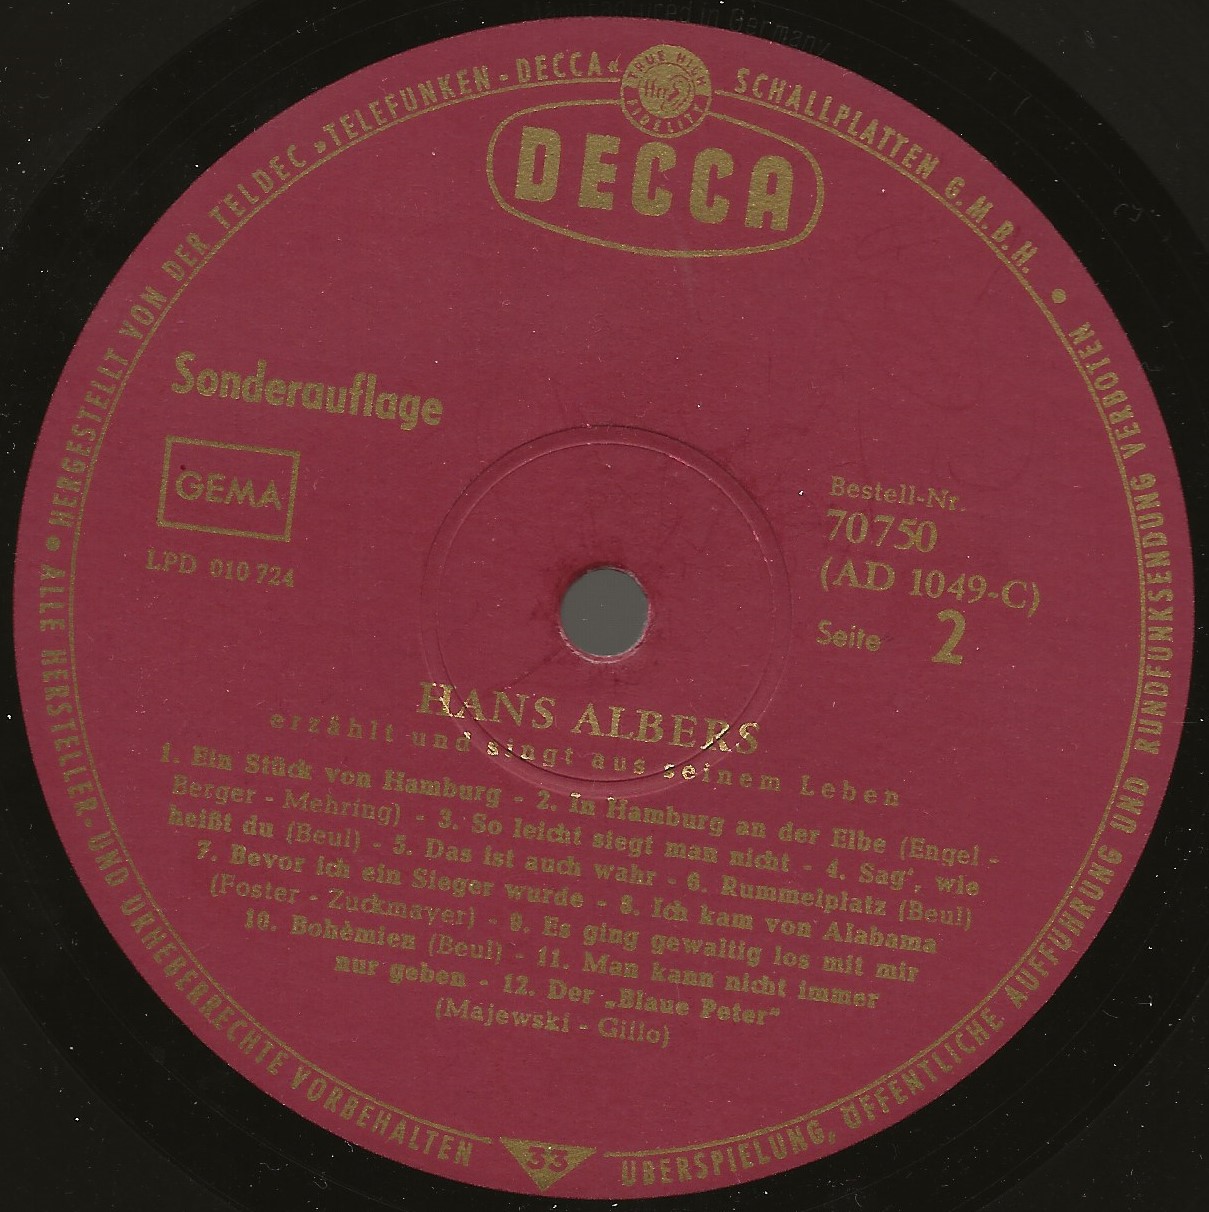 Manufactured in Germany
HERGESTELLT VON DER TELDEC »TELEFUNKEN - DECCA« SCHALLPLATTEN G.M.B.H. •
TRUE HIGH
FIDELITY
DECCA
Sonderauflage
GEMA
LPD 010 724
Bestell-Nr.
70 750
(AD 1049-C)
Seite 2
HANS ALBERS
erzählt und singt aus seinem Leben
1. Ein Stück von Hamburg - 2. In Hamburg an der Elbe (Engel -
Berger - Mehring) - 3. So leicht siegt man nicht - 4. Sag', wie
heißt du (Beul) - 5. Das ist auch wahr - 6. Rummelplatz (Beul)
7. Bevor ich ein Sieger wurde - 8. Ich kam von Alabama
(Foster - Zuckmayer) - 9. Es ging gewaltig los mit mir
10. Bohèmien (Beul) - 11. Man kann nicht immer
nur geben - 12. Der „Blaue Peter"
(Majewski - Gillo)
ALLE HERSTELLER- UND URHEBERRECHTE VORBEHALTEN
33
ÜBERSPIELUNG, ÖFFENTLICHE AUFFÜHRUNG UND RUNDFUNKSENDUNG VERBOTEN